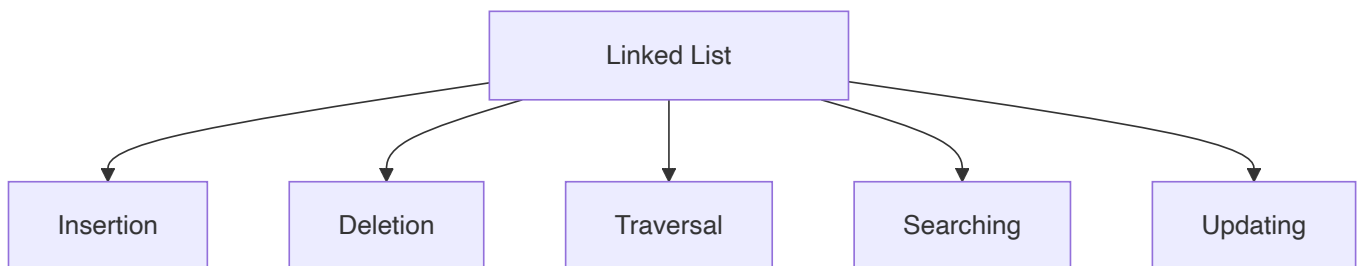 Linked List
Insertion
Deletion
Traversal
Searching
Updating